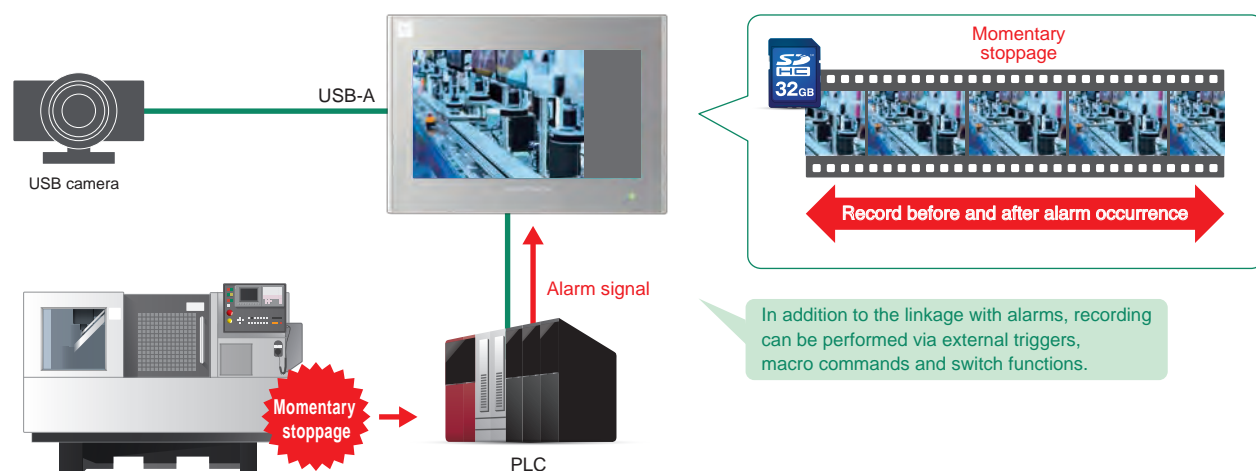 USB-A
USB camera
Momentary
stoppage
SD
HC
32GB
Record before and after alarm occurrence
Alarm signal
In addition to the linkage with alarms, recording
can be performed via external triggers,
macro commands and switch functions.
Momentary
stoppage
PLC